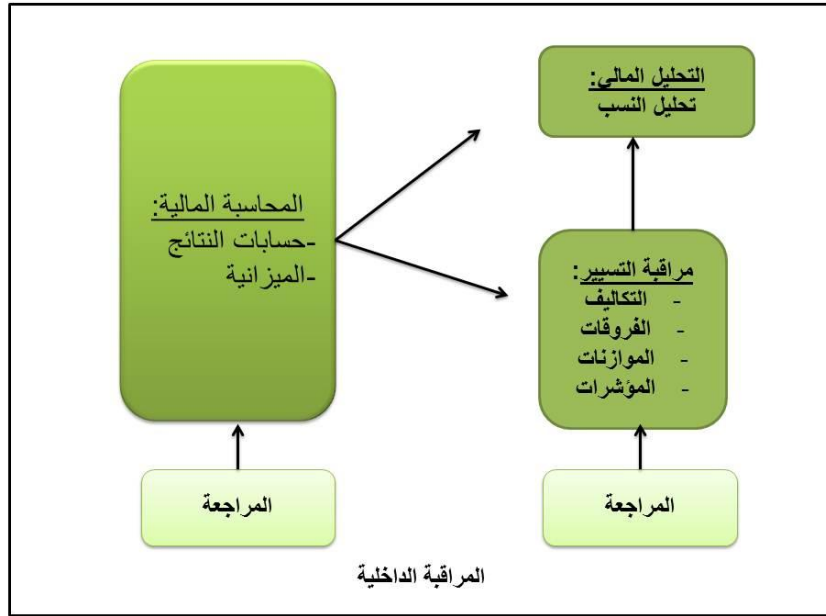 التحليل المالي:
تحليل النسب
المحاسبة المالية:
-حسابات النتائج
-الميزانية
مراقبة التسيير:
- التكاليف
- الفروقات
- الموازنات
- المؤشرات
المراجعة
المراجعة
المراقبة الداخلية